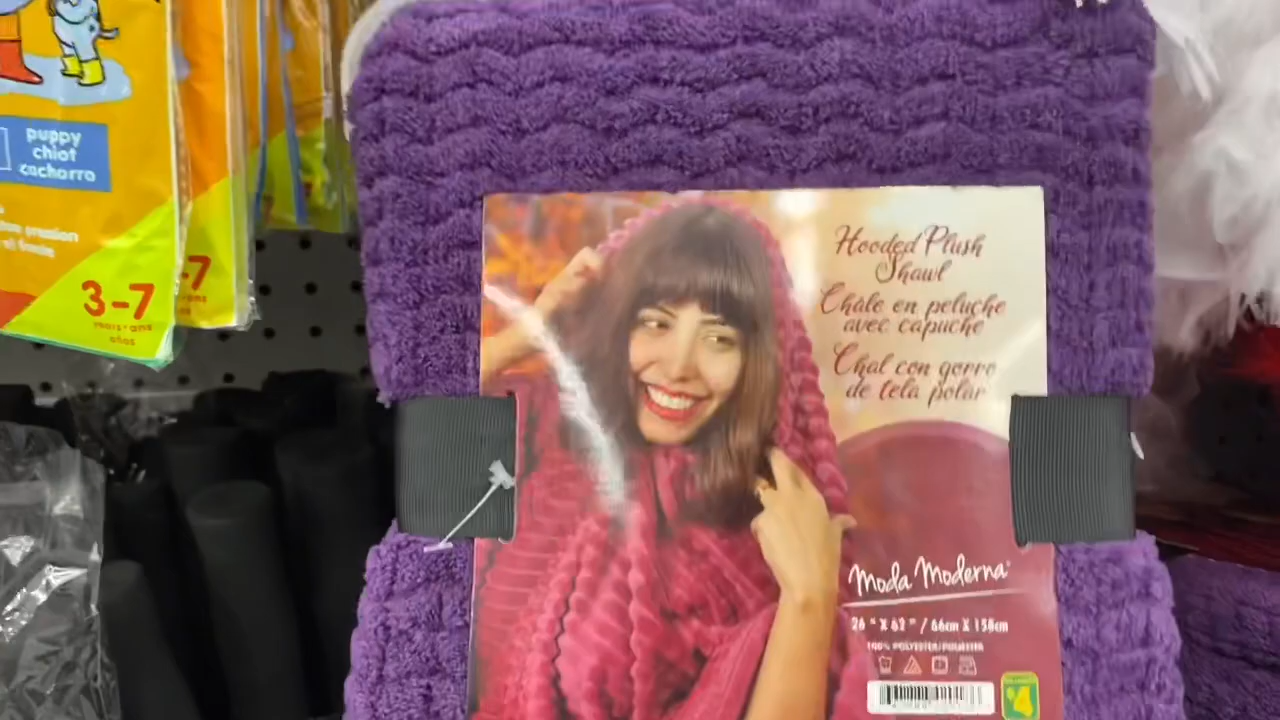 puppy
chiot
cachorro
3-7
-7
Hooded Plush
Shawl
Châle en peluche
avec capuche
Chal con gorro
de tela polar
Moda Moderna
26 " X 62 " / 66cm X 158cm
100% POLYESTER/POLIÉSTER
$4